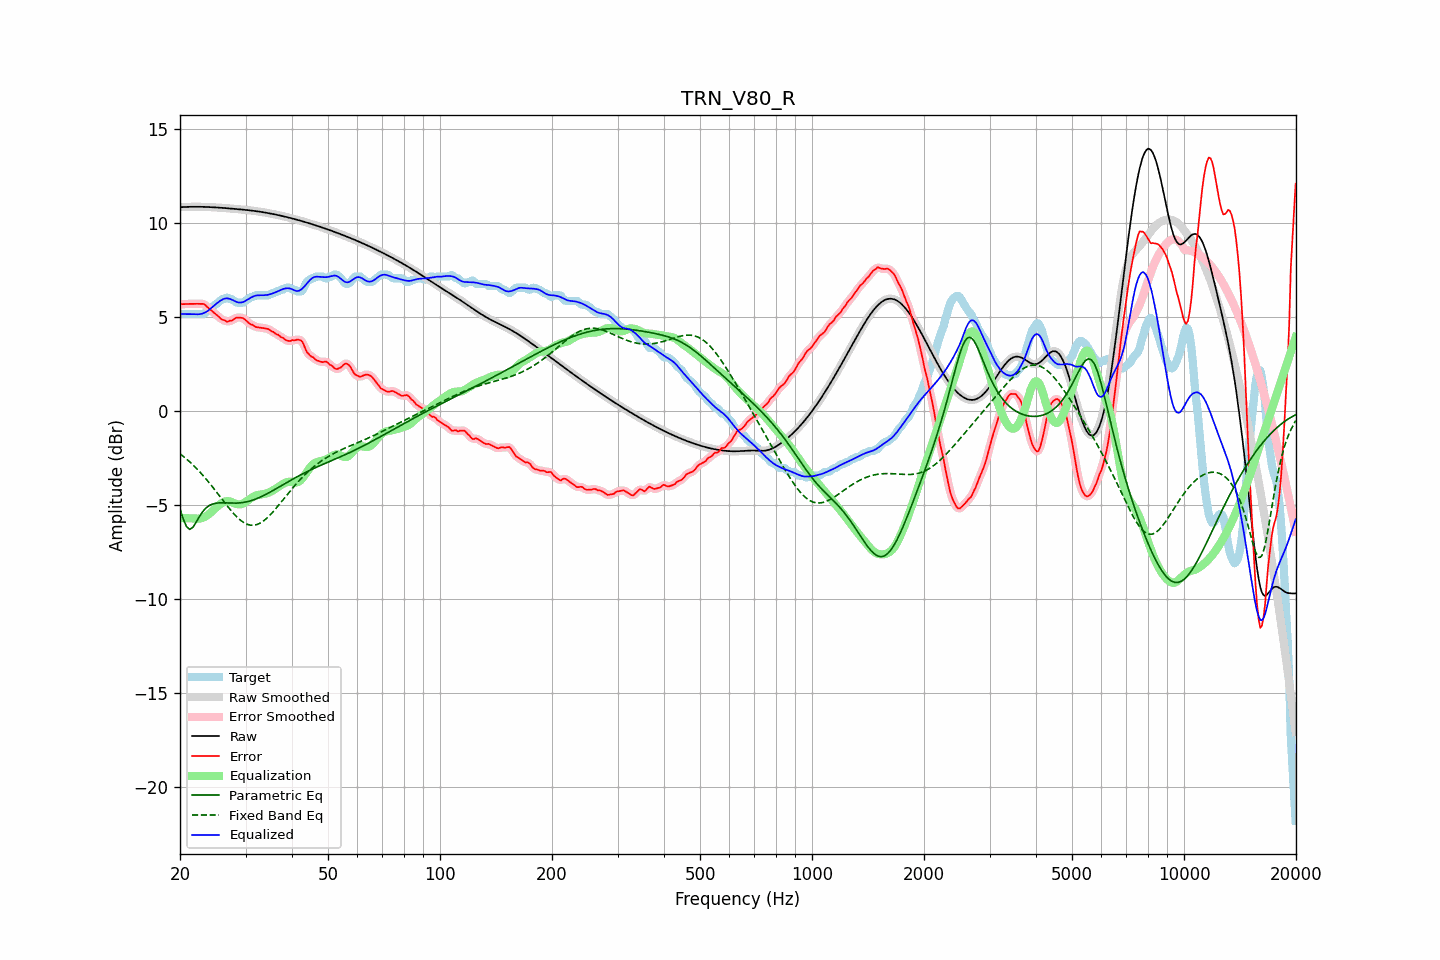 TRN_V80_R
Amplitude (dBr)
15
10
5
0
−5
−10
−15
−20
Target
Raw Smoothed
Error Smoothed
Raw
Error
Equalization
Parametric Eq
Fixed Band Eq
Equalized
20
50
100
200
500
1000
2000
5000
10000
20000
Frequency (Hz)